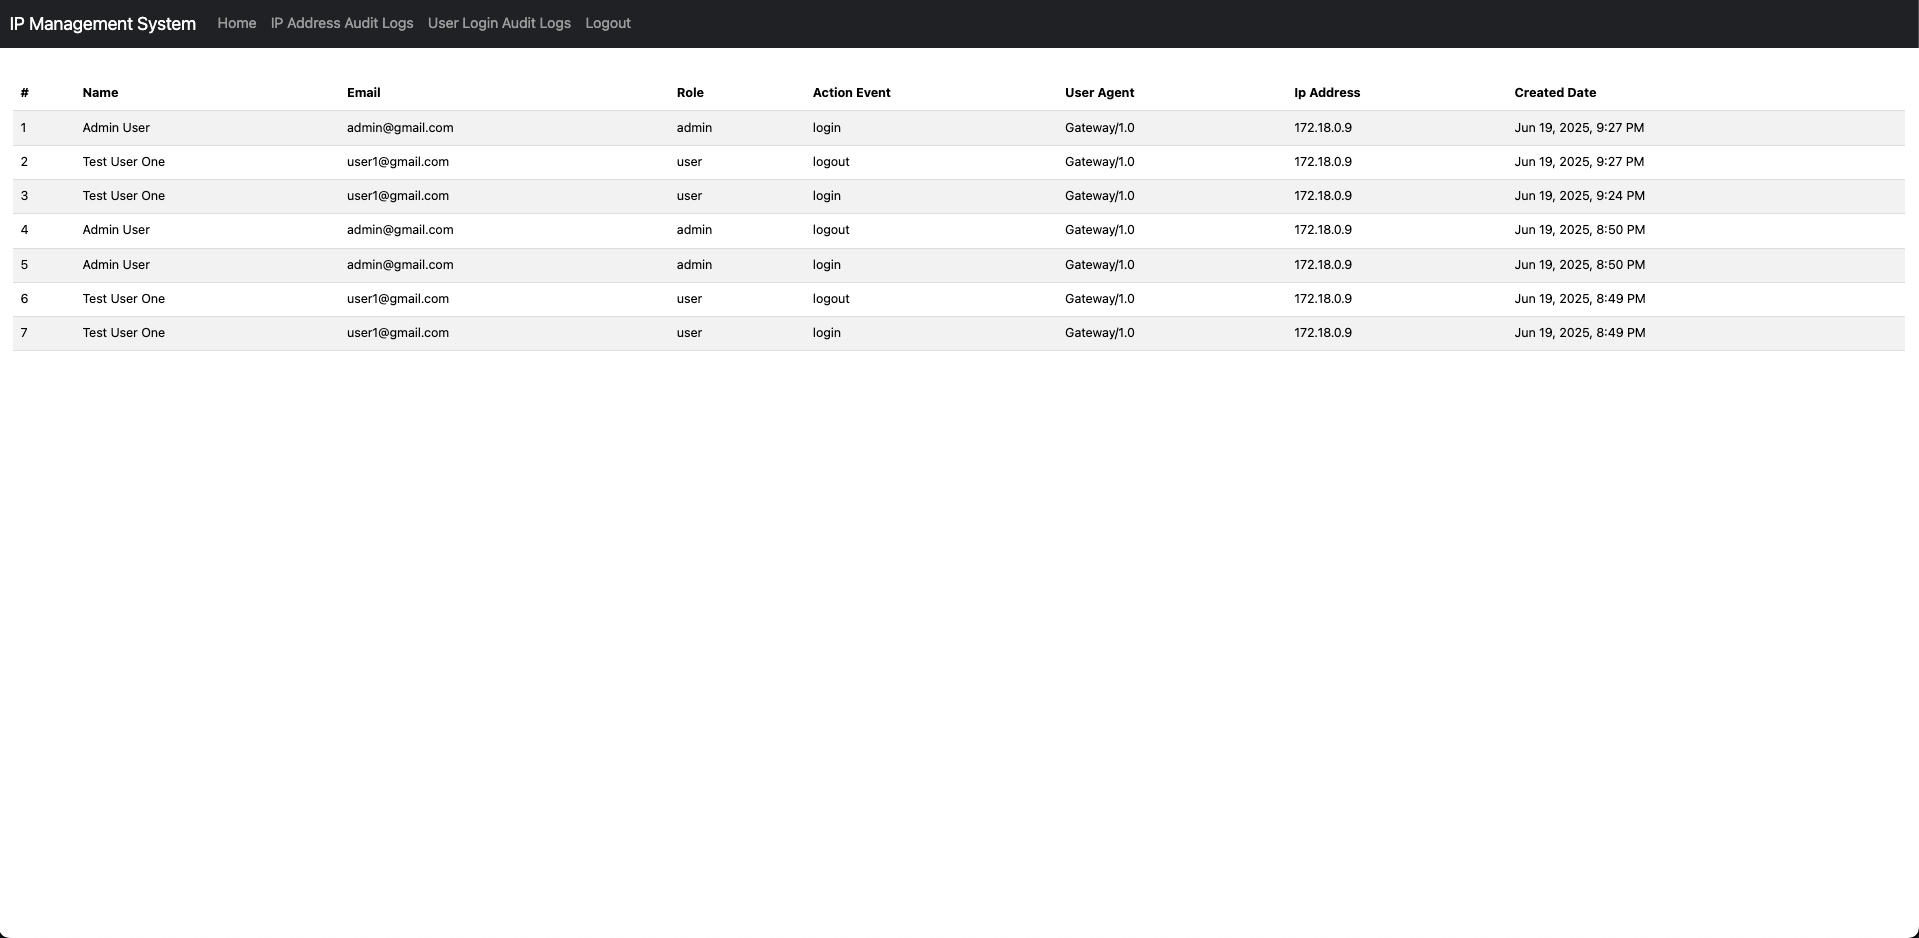 IP Management System Home IP Address Audit Logs User Login Audit Logs Logout
# Name Email Role Action Event User Agent Ip Address Created Date
1 Admin User admin@gmail.com admin login Gateway/1.0 172.18.0.9 Jun 19, 2025, 9:27 PM
2 Test User One user1@gmail.com user logout Gateway/1.0 172.18.0.9 Jun 19, 2025, 9:27 PM
3 Test User One user1@gmail.com user login Gateway/1.0 172.18.0.9 Jun 19, 2025, 9:24 PM
4 Admin User admin@gmail.com admin logout Gateway/1.0 172.18.0.9 Jun 19, 2025, 8:50 PM
5 Admin User admin@gmail.com admin login Gateway/1.0 172.18.0.9 Jun 19, 2025, 8:50 PM
6 Test User One user1@gmail.com user logout Gateway/1.0 172.18.0.9 Jun 19, 2025, 8:49 PM
7 Test User One user1@gmail.com user login Gateway/1.0 172.18.0.9 Jun 19, 2025, 8:49 PM